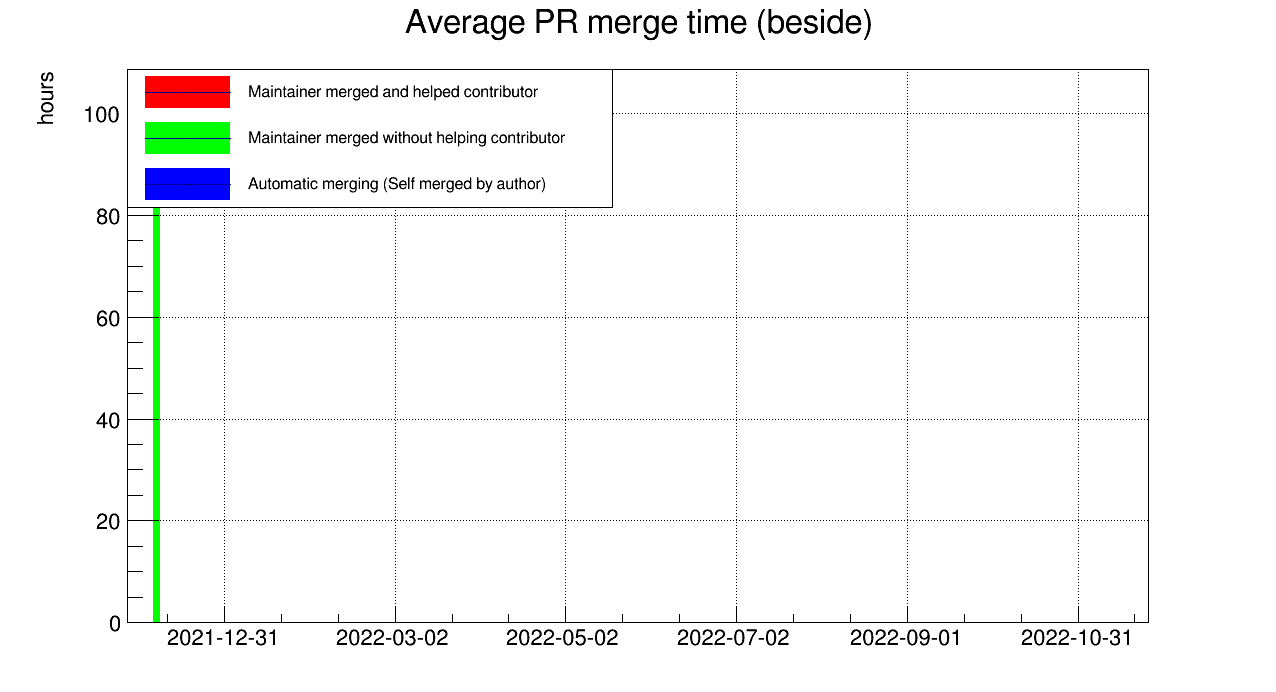 Average PR merge time (beside)
hours
Maintainer merged and helped contributor
Maintainer merged without helping contributor
Automatic merging (Self merged by author)
100
80
60
40
20
0
2021-12-31 2022-03-02 2022-05-02 2022-07-02 2022-09-01 2022-10-31